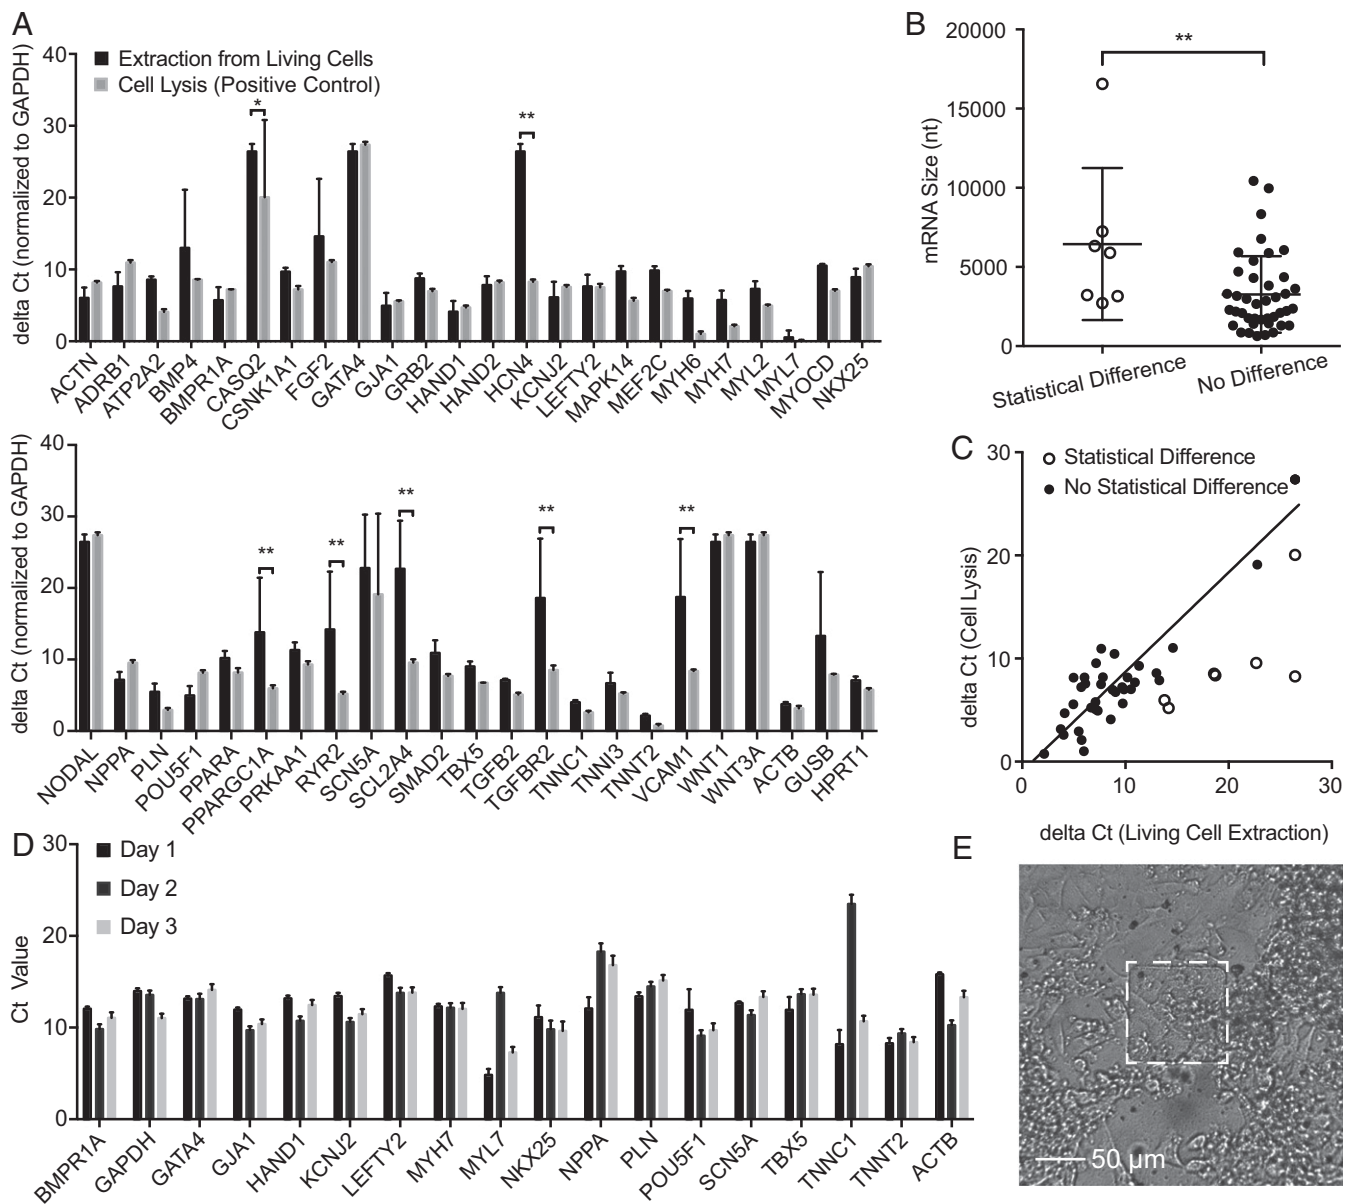 A
delta Ct (normalized to GAPDH)
40
30
20
10
0
Extraction from Living Cells
Cell Lysis (Positive Control)
*
**
ACTN
ADRB1
ATP2A2
BMP4
BMPR1A
CASQ2
CSNK1A1
FGF2
GATA4
GJA1
GRB2
HAND1
HAND2
HCN4
KCNJ2
LEFTY2
MAPK14
MEF2C
MYH6
MYH7
MYL2
MYL7
MYOCD
NKX25
delta Ct (normalized to GAPDH)
40
30
20
10
0
**
**
**
**
**
NODAL
NPPA
PLN
POU5F1
PPARA
PPARGC1A
PRKAA1
RYR2
SCN5A
SCL2A4
SMAD2
TBX5
TGFB2
TGFBR2
TNNC1
TNNI3
TNNT2
VCAM1
WNT1
WNT3A
ACTB
GUSB
HPRT1
B
mRNA Size (nt)
20000
15000
10000
5000
0
**
Statistical Difference
No Difference
C
delta Ct (Cell Lysis)
30
20
10
0
Statistical Difference
No Statistical Difference
0
10
20
30
delta Ct (Living Cell Extraction)
D
Ct Value
30
20
10
0
Day 1
Day 2
Day 3
BMPR1A
GAPDH
GATA4
GJA1
HAND1
KCNJ2
LEFTY2
MYH7
MYL7
NKX25
NPPA
PLN
POU5F1
SCN5A
TBX5
TNNC1
TNNT2
ACTB
E
50 µm